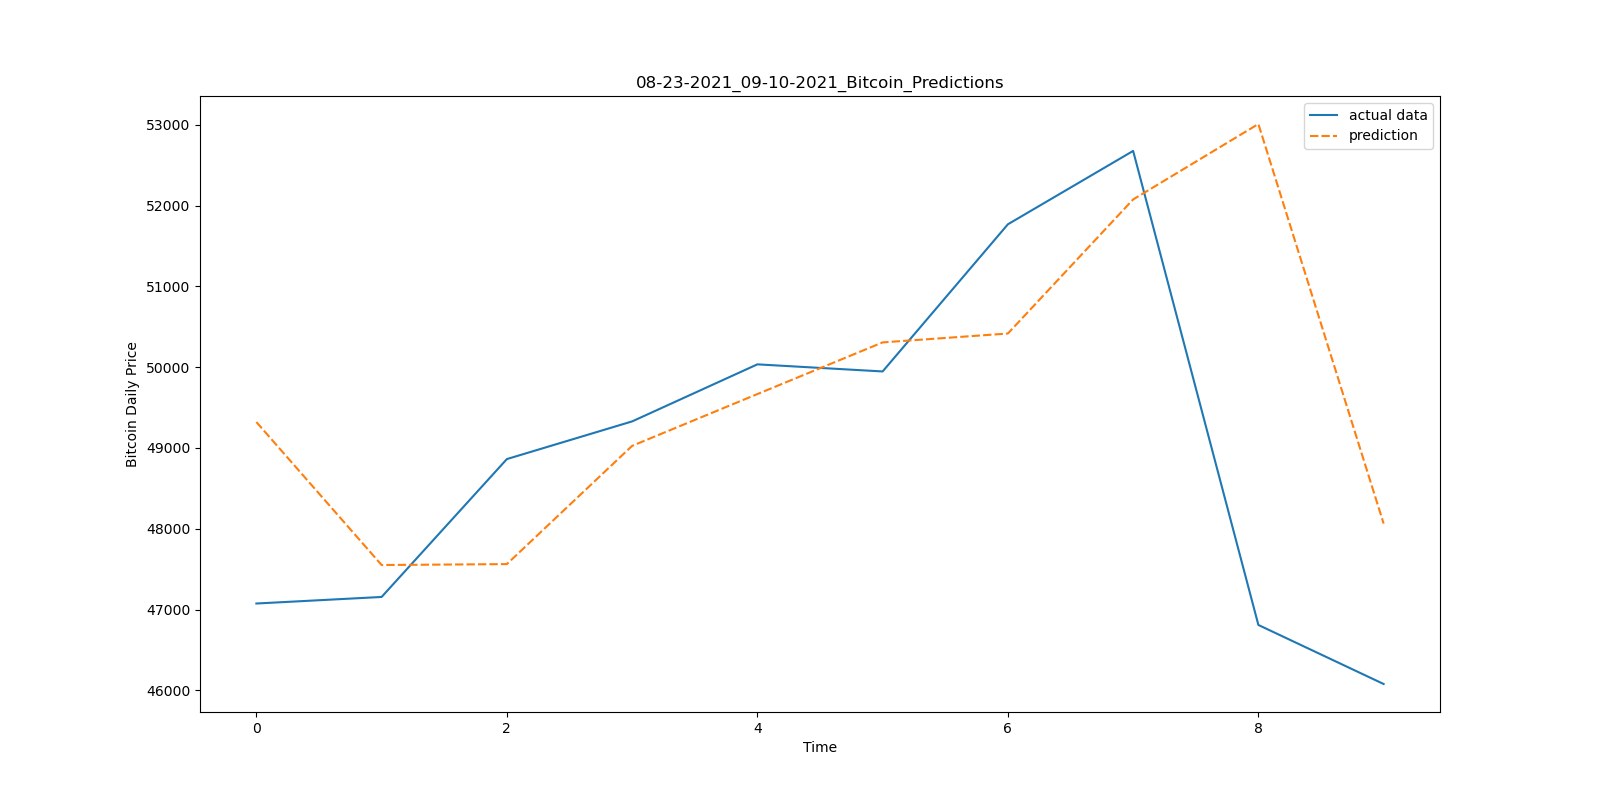 08-23-2021_09-10-2021_Bitcoin_Predictions
actual data
prediction
53000
52000
51000
50000
49000
48000
47000
46000
Bitcoin Daily Price
0 2 4 6 8
Time